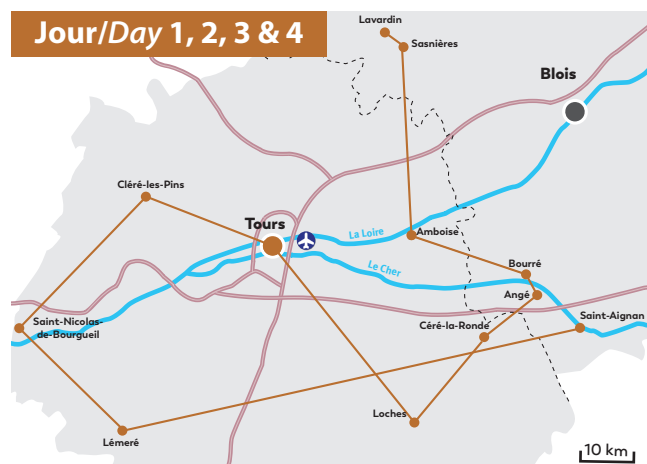 Jour/Day 1, 2, 3 & 4
Lavardin
Sasnières
Blois
Cléré-les-Pins
Tours
La Loire
Amboise
Le Cher
Bourré
Angé
Saint-Nicolas-
de-Bourgueil
Céré-la-Ronde
Saint-Aignan
Loches
Lémeré
10 km